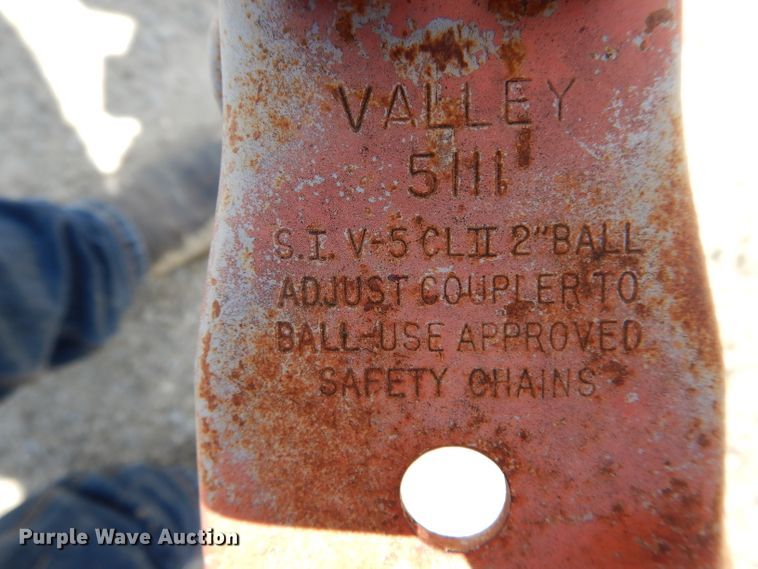 VALLEY
5111
S.I. V-5 CL II 2" BALL
ADJUST COUPLER TO
BALL-USE APPROVED
SAFETY CHAINS
Purple Wave Auction